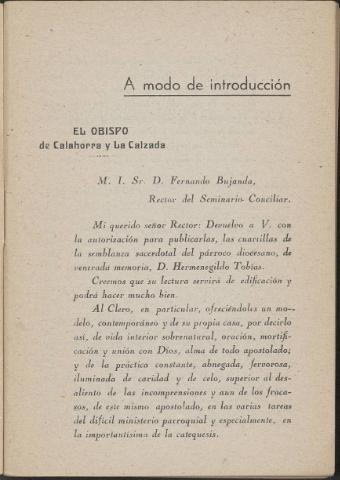 A modo de introducción
EL OBISPO
de Calahorra y La Calzada
M. I. Sr. D. Fernando Bujanda,
Rector del Seminario Conciliar.
Mi querido señor Rector: Devuelvo a V. con
la autorización para publicarlas, las cuartillas de
la semblanza sacerdotal del párroco diocesano, de
venerada memoria, D. Hermenegildo Tobías.
Creemos que su lectura servirá de edificación y
podrá hacer mucho bien.
Al Clero, en particular, ofreciéndoles un mo-
delo, contemporáneo y de su propia casa, por decirlo
así, de vida interior sobrenatural, oración, mortifi-
cación y unión con Dios, alma de todo apostolado;
y de la práctica constante, abnegada, fervorosa,
iluminada de caridad y de celo, superior al des-
aliento de las incomprensiones y aun de los fraca-
sos, de este mismo apostolado, en las varias tareas
del difícil ministerio parroquial y especialmente, en
la importantísima de la catequesis.